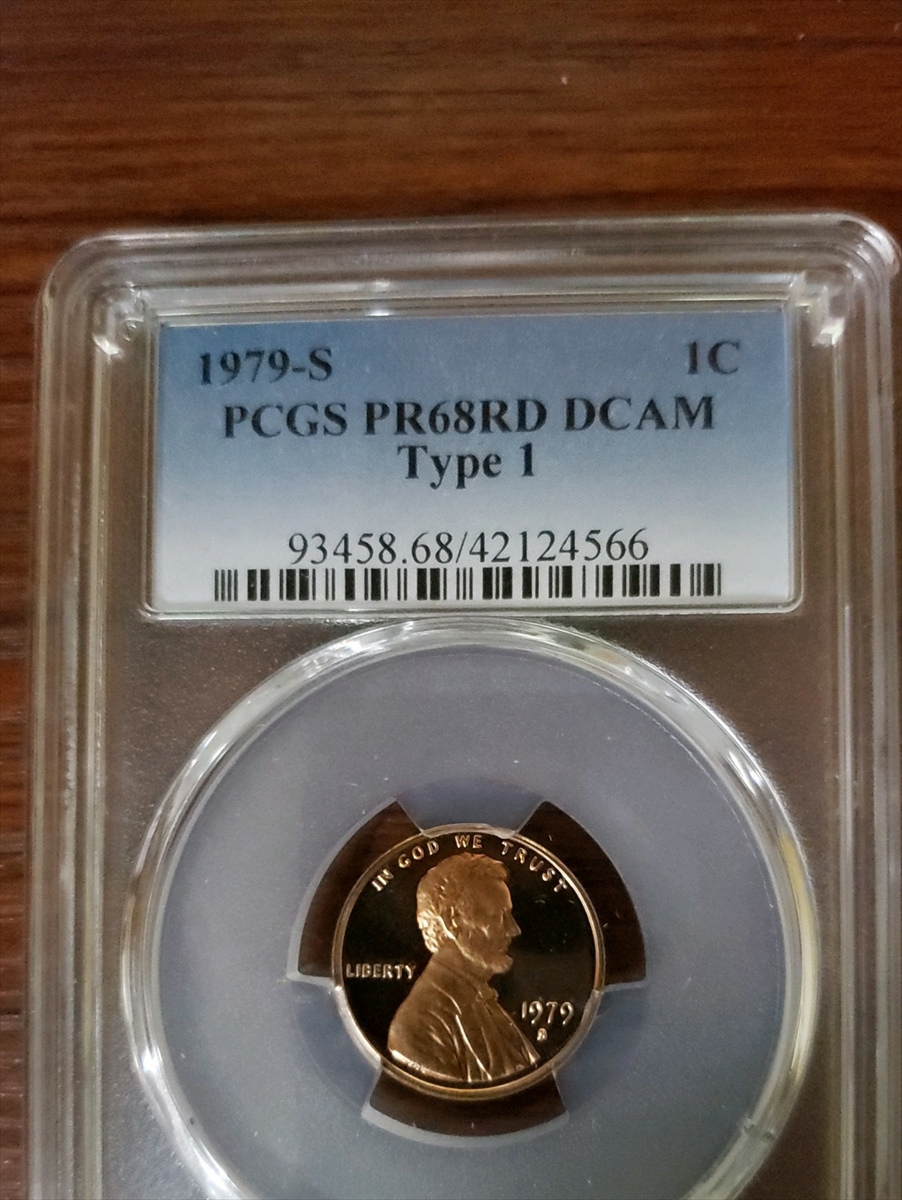 1979-S 1C
PCGS PR68RD DCAM
Type 1
93458.68/42124566
IN GOD WE TRUST
LIBERTY
1979
S